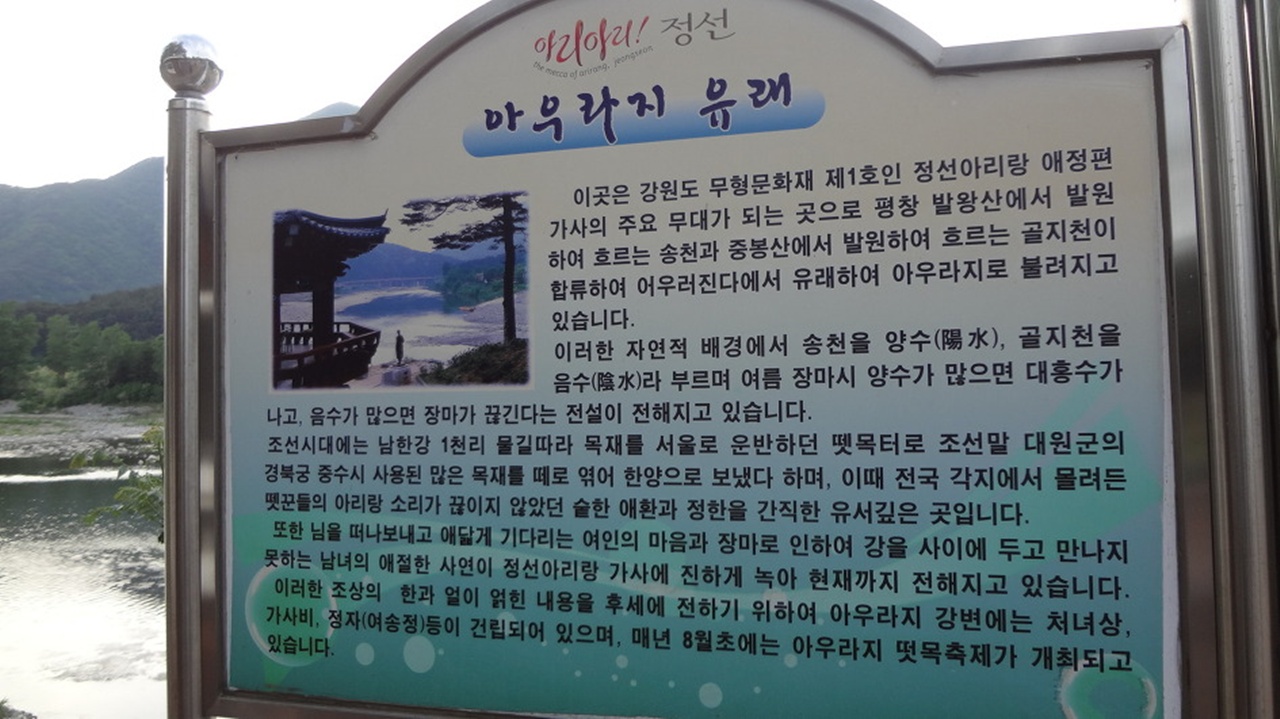 아리아리! 정선
the mecca of arirang, jeongseon
아우라지 유래
이곳은 강원도 무형문화재 제1호인 정선아리랑 애정편
가사의 주요 무대가 되는 곳으로 평창 발왕산에서 발원
하여 흐르는 송천과 중봉산에서 발원하여 흐르는 골지천이
합류하여 어우러진다에서 유래하여 아우라지로 불려지고
있습니다.
이러한 자연적 배경에서 송천을 양수(陽水), 골지천을
음수(陰水)라 부르며 여름 장마시 양수가 많으면 대홍수가
나고, 음수가 많으면 장마가 끊긴다는 전설이 전해지고 있습니다.
조선시대에는 남한강 1천리 물길따라 목재를 서울로 운반하던 뗏목터로 조선말 대원군의
경복궁 중수시 사용된 많은 목재를 떼로 엮어 한양으로 보냈다 하며, 이때 전국 각지에서 몰려든
뗏꾼들의 아리랑 소리가 끊이지 않았던 숱한 애환과 정한을 간직한 유서깊은 곳입니다.
또한 님을 떠나보내고 애닯게 기다리는 여인의 마음과 장마로 인하여 강을 사이에 두고 만나지
못하는 남녀의 애절한 사연이 정선아리랑 가사에 진하게 녹아 현재까지 전해지고 있습니다.
이러한 조상의 한과 얼이 얽힌 내용을 후세에 전하기 위하여 아우라지 강변에는 처녀상,
가사비, 정자(여송정)등이 건립되어 있으며, 매년 8월초에는 아우라지 뗏목축제가 개최되고
있습니다.